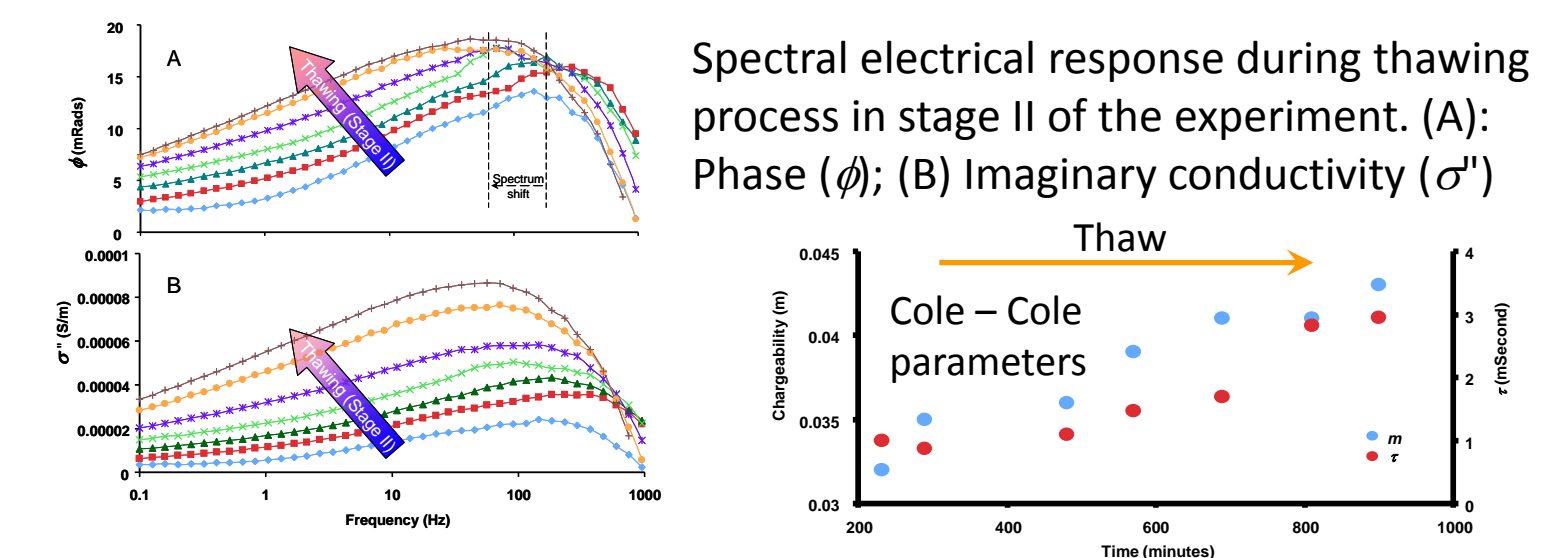 20
15
10
5
0
ϕ (mRads)
A
Thawing (Stage II)
Spectrum
shift
0.0001
0.00008
0.00006
0.00004
0.00002
0
σ" (S/m)
B
Thawing (Stage II)
0.1 1 10 100 1000
Frequency (Hz)
Spectral electrical response during thawing
process in stage II of the experiment. (A):
Phase (ϕ); (B) Imaginary conductivity (σ")
Thaw
0.045
0.04
0.035
0.03
Chargeability (m)
Cole – Cole
parameters
m
τ
4
3
2
1
0
τ (mSecond)
200 400 600 800 1000
Time (minutes)